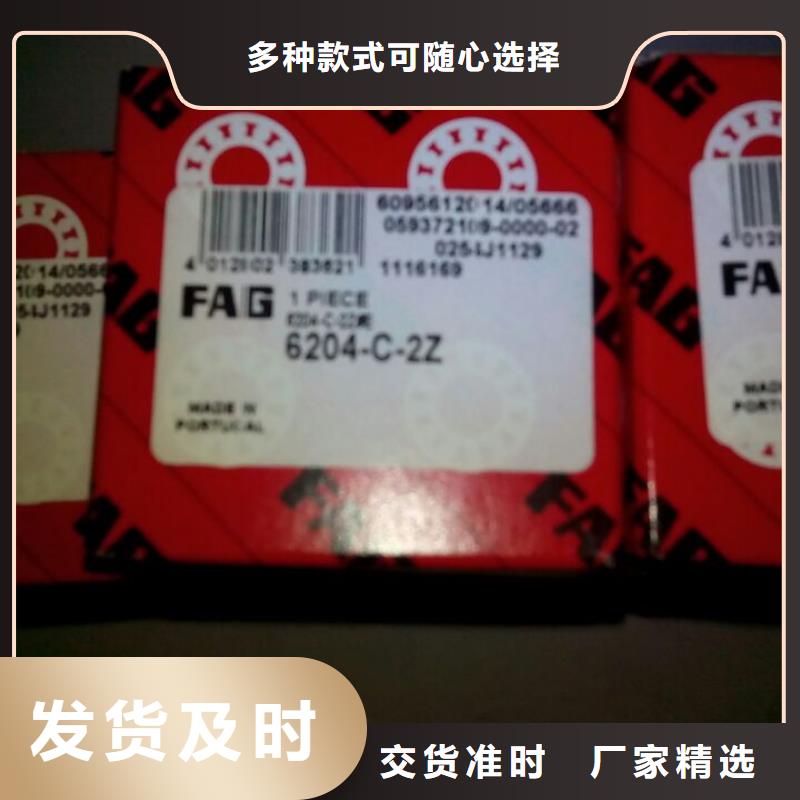 多种款式可随心选择
FAG
FAG
6095612014/05666
059372109-0000-02
0254J1129
1116169
4 012802 383621
FAG
1 PIECE
6204-C-2Z
MADE IN
PORTUGAL
FAG
发货及时
交货准时 厂家精选